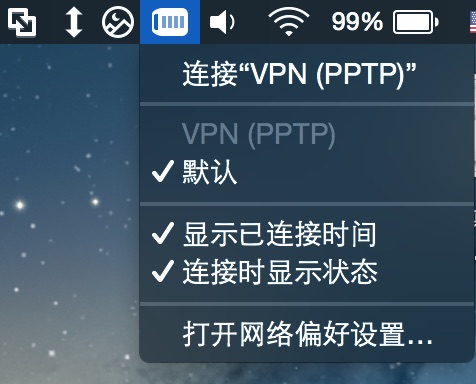 99%
连接“VPN (PPTP)”
VPN (PPTP)
✓ 默认
✓ 显示已连接时间
✓ 连接时显示状态
打开网络偏好设置...